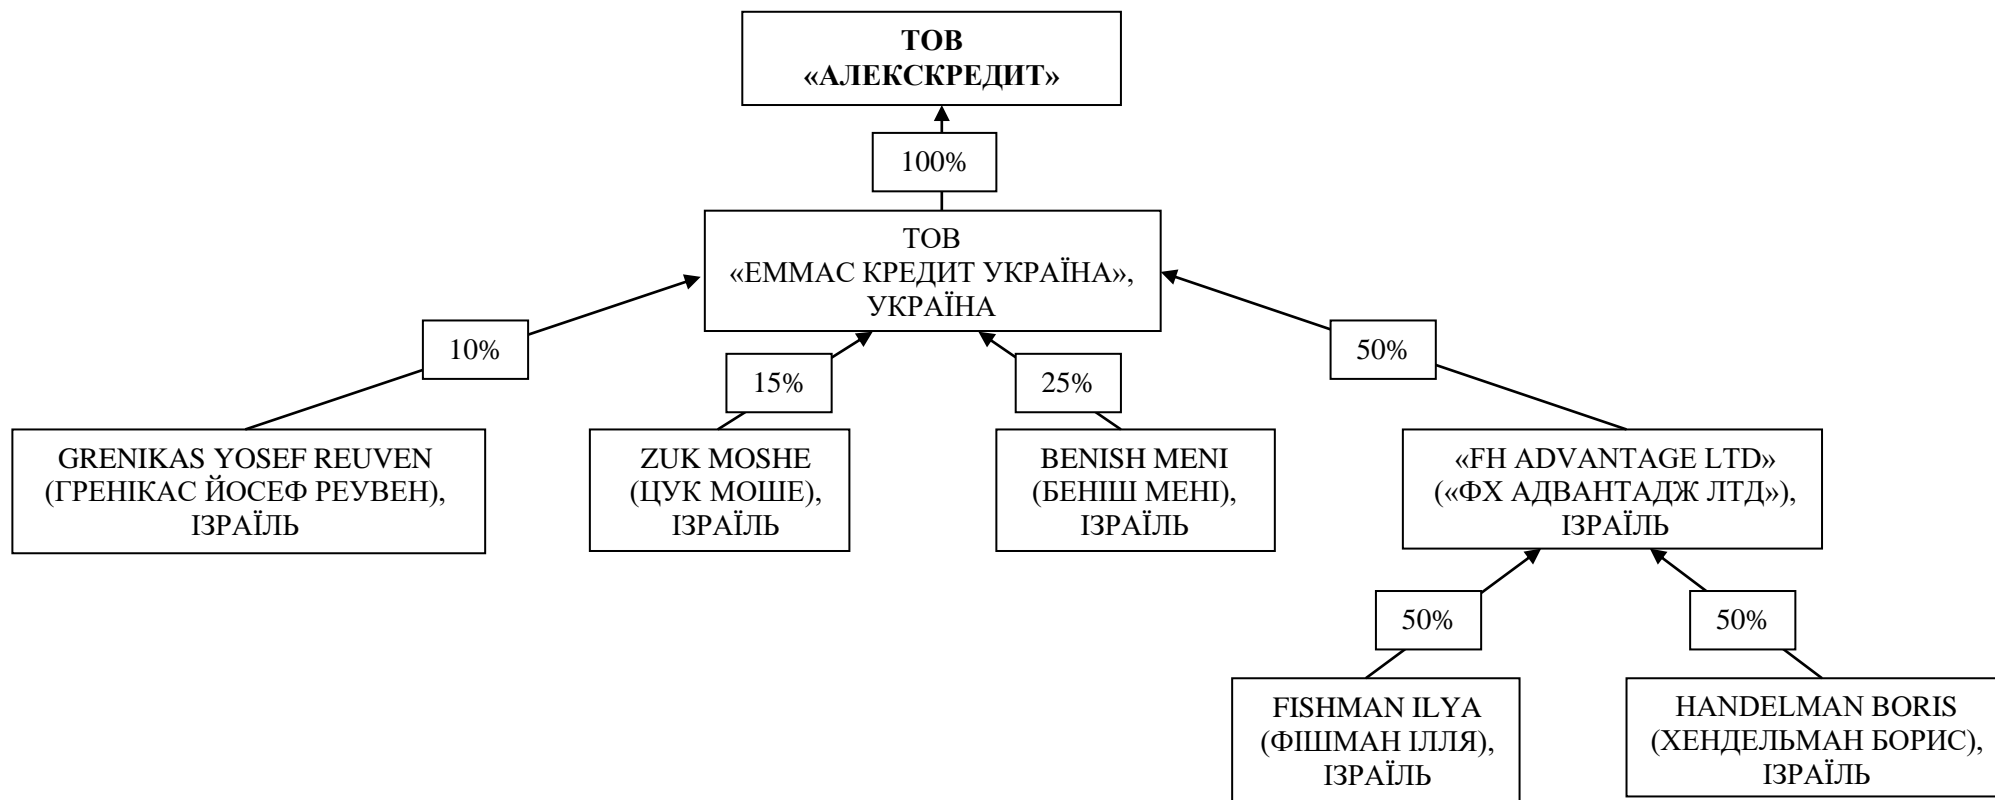 ТОВ
«АЛЕКСКРЕДИТ»
100%
ТОВ
«ЕММАС КРЕДИТ УКРАЇНА»,
УКРАЇНА
10%
15%
25%
50%
GRENIKAS YOSEF REUVEN
(ГРЕНІКАС ЙОСЕФ РЕУВЕН),
ІЗРАЇЛЬ
ZUK MOSHE
(ЦУК МОШЕ),
ІЗРАЇЛЬ
BENISH MENI
(БЕНІШ МЕНІ),
ІЗРАЇЛЬ
«FH ADVANTAGE LTD»
(«ФХ АДВАНТАДЖ ЛТД»),
ІЗРАЇЛЬ
50%
50%
FISHMAN ILYA
(ФІШМАН ІЛЛЯ),
ІЗРАЇЛЬ
HANDELMAN BORIS
(ХЕНДЕЛЬМАН БОРИС),
ІЗРАЇЛЬ